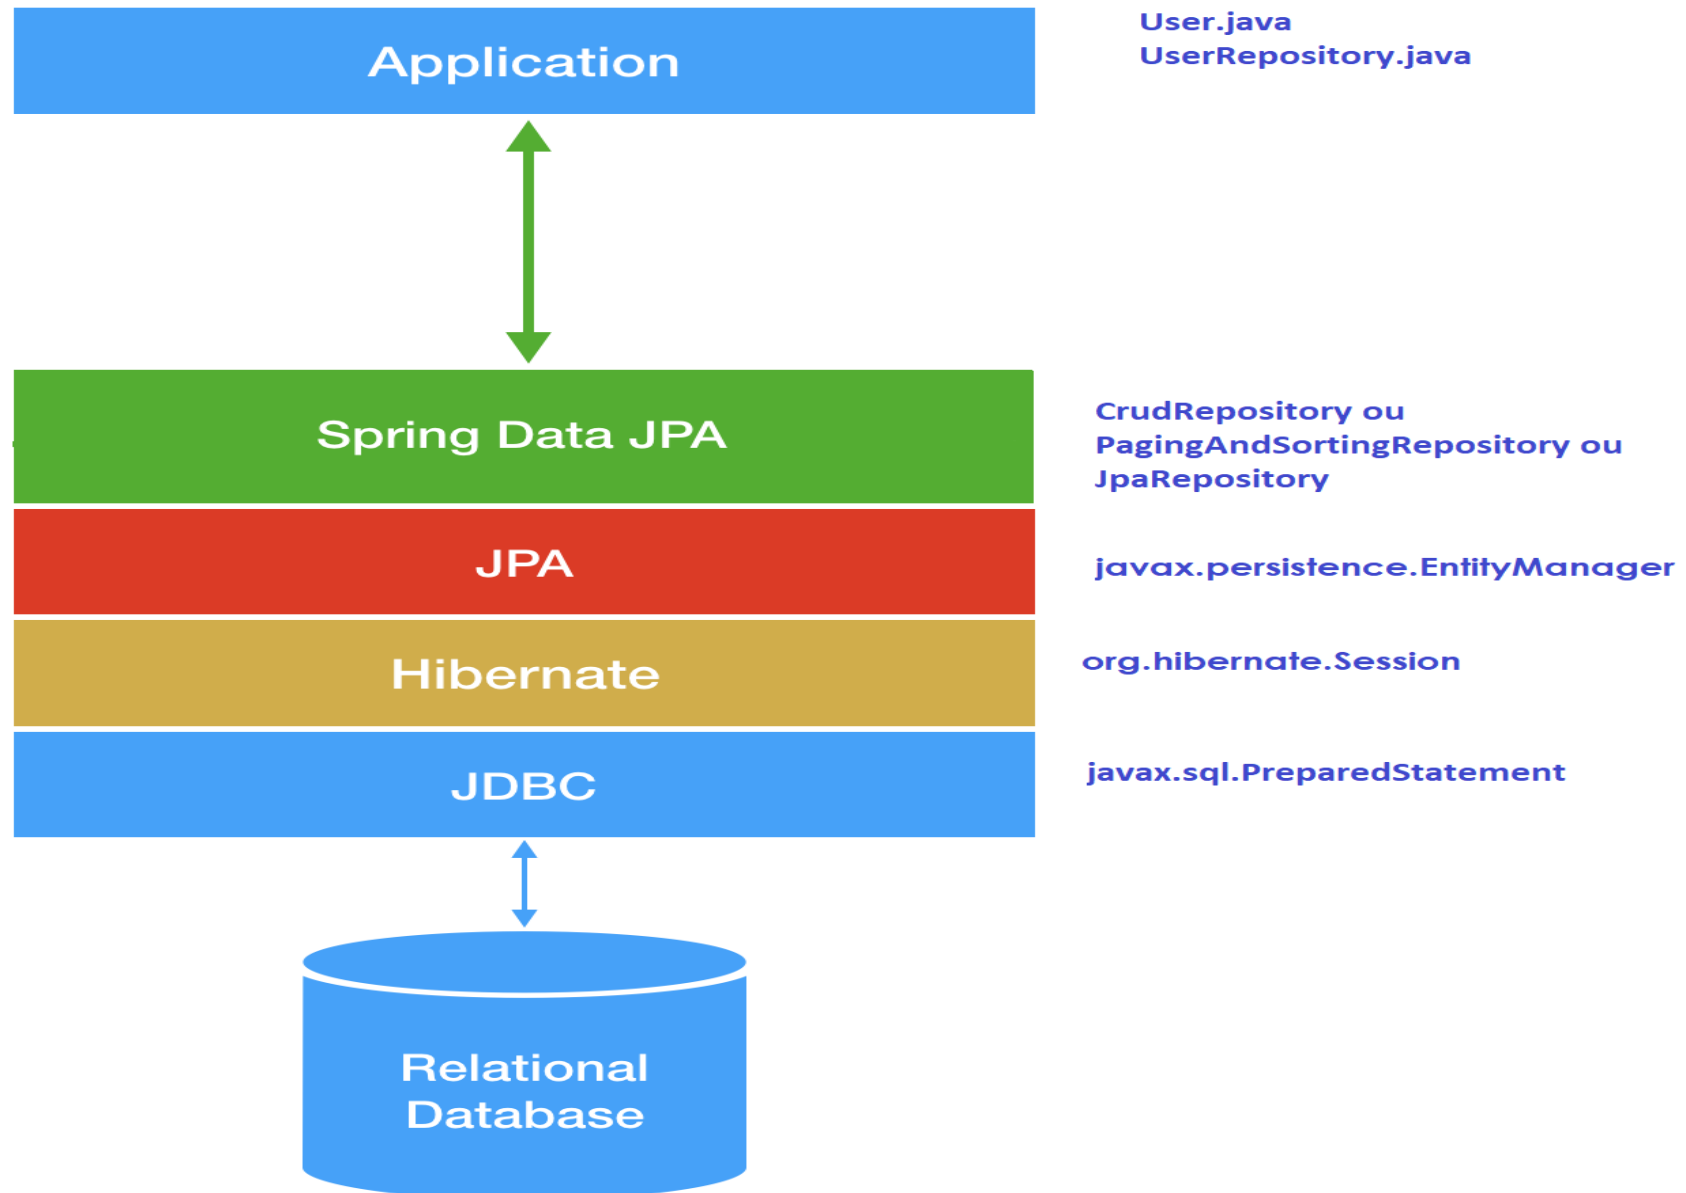 Application
User.java
UserRepository.java
Spring Data JPA
CrudRepository ou
PagingAndSortingRepository ou
JpaRepository
JPA
javax.persistence.EntityManager
Hibernate
org.hibernate.Session
JDBC
javax.sql.PreparedStatement
Relational
Database